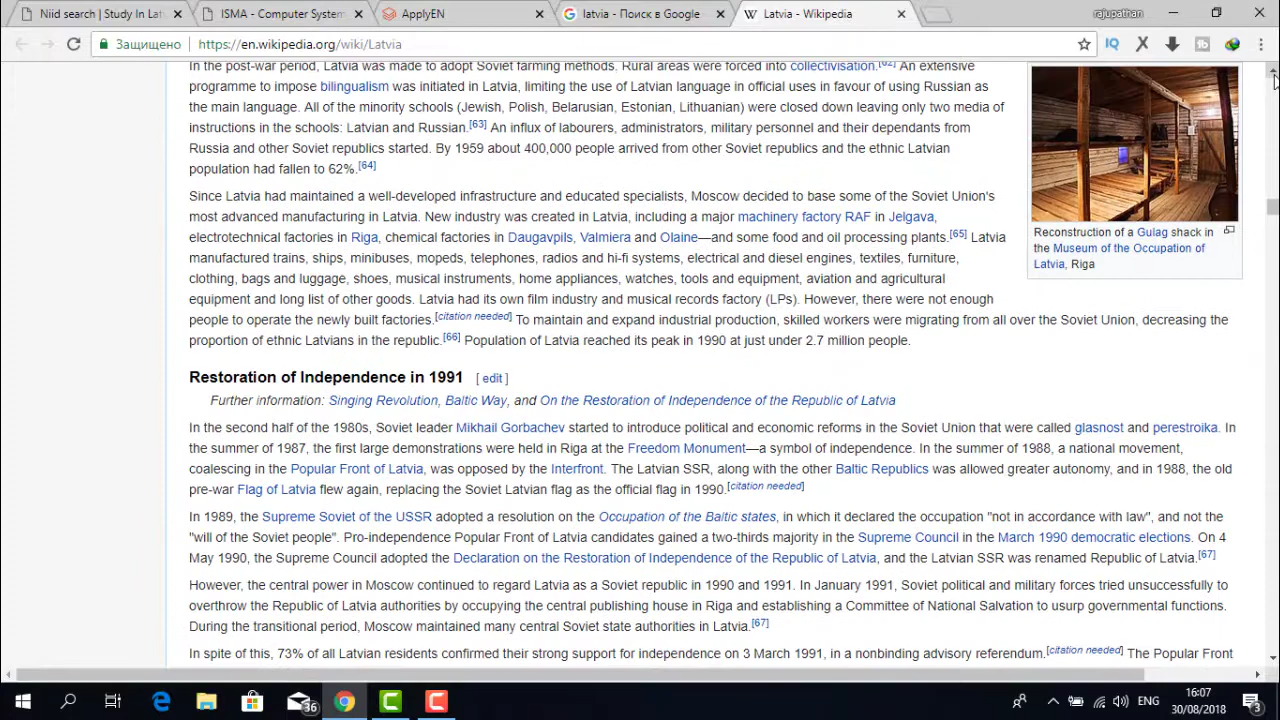 Niid search | Study In Latv
ISMA - Computer System
ApplyEN
latvia - Поиск в Google
Latvia - Wikipedia
rajupathan
Защищено
https://en.wikipedia.org/wiki/Latvia
In the post-war period, Latvia was made to adopt Soviet farming methods. Rural areas were forced into collectivisation.[62] An extensive
programme to impose bilingualism was initiated in Latvia, limiting the use of Latvian language in official uses in favour of using Russian as
the main language. All of the minority schools (Jewish, Polish, Belarusian, Estonian, Lithuanian) were closed down leaving only two media of
instructions in the schools: Latvian and Russian.[63] An influx of labourers, administrators, military personnel and their dependants from
Russia and other Soviet republics started. By 1959 about 400,000 people arrived from other Soviet republics and the ethnic Latvian
population had fallen to 62%.[64]
Since Latvia had maintained a well-developed infrastructure and educated specialists, Moscow decided to base some of the Soviet Union's
most advanced manufacturing in Latvia. New industry was created in Latvia, including a major machinery factory RAF in Jelgava,
electrotechnical factories in Riga, chemical factories in Daugavpils, Valmiera and Olaine—and some food and oil processing plants.[65] Latvia
manufactured trains, ships, minibuses, mopeds, telephones, radios and hi-fi systems, electrical and diesel engines, textiles, furniture,
clothing, bags and luggage, shoes, musical instruments, home appliances, watches, tools and equipment, aviation and agricultural
equipment and long list of other goods. Latvia had its own film industry and musical records factory (LPs). However, there were not enough
people to operate the newly built factories.[citation needed] To maintain and expand industrial production, skilled workers were migrating from all over the Soviet Union, decreasing the
proportion of ethnic Latvians in the republic.[66] Population of Latvia reached its peak in 1990 at just under 2.7 million people.
Reconstruction of a Gulag shack in
the Museum of the Occupation of
Latvia, Riga
Restoration of Independence in 1991 [ edit ]
Further information: Singing Revolution, Baltic Way, and On the Restoration of Independence of the Republic of Latvia
In the second half of the 1980s, Soviet leader Mikhail Gorbachev started to introduce political and economic reforms in the Soviet Union that were called glasnost and perestroika. In
the summer of 1987, the first large demonstrations were held in Riga at the Freedom Monument—a symbol of independence. In the summer of 1988, a national movement,
coalescing in the Popular Front of Latvia, was opposed by the Interfront. The Latvian SSR, along with the other Baltic Republics was allowed greater autonomy, and in 1988, the old
pre-war Flag of Latvia flew again, replacing the Soviet Latvian flag as the official flag in 1990.[citation needed]
In 1989, the Supreme Soviet of the USSR adopted a resolution on the Occupation of the Baltic states, in which it declared the occupation "not in accordance with law", and not the
"will of the Soviet people". Pro-independence Popular Front of Latvia candidates gained a two-thirds majority in the Supreme Council in the March 1990 democratic elections. On 4
May 1990, the Supreme Council adopted the Declaration on the Restoration of Independence of the Republic of Latvia, and the Latvian SSR was renamed Republic of Latvia.[67]
However, the central power in Moscow continued to regard Latvia as a Soviet republic in 1990 and 1991. In January 1991, Soviet political and military forces tried unsuccessfully to
overthrow the Republic of Latvia authorities by occupying the central publishing house in Riga and establishing a Committee of National Salvation to usurp governmental functions.
During the transitional period, Moscow maintained many central Soviet state authorities in Latvia.[67]
In spite of this, 73% of all Latvian residents confirmed their strong support for independence on 3 March 1991, in a nonbinding advisory referendum.[citation needed] The Popular Front
36
ENG
16:07
30/08/2018
3